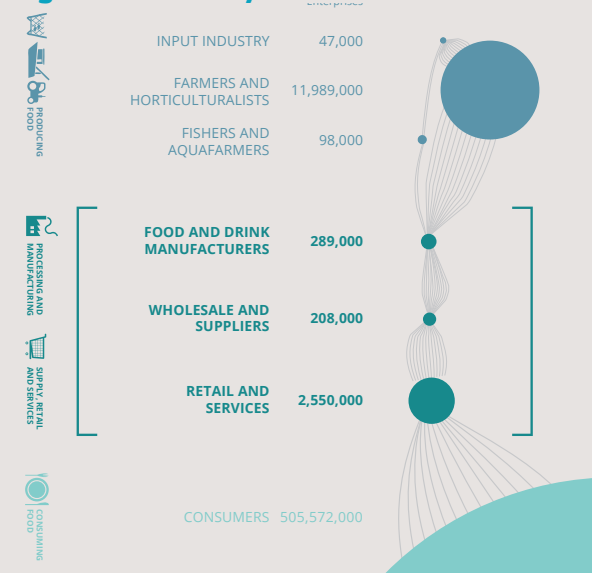 Enterprises
INPUT INDUSTRY 47,000
FARMERS AND
HORTICULTURALISTS 11,989,000
FISHERS AND
AQUAFARMERS 98,000
PRODUCING
FOOD
FOOD AND DRINK
MANUFACTURERS 289,000
PROCESSING AND
MANUFACTURING
WHOLESALE AND
SUPPLIERS 208,000
RETAIL AND
SERVICES 2,550,000
SUPPLY, RETAIL
AND SERVICES
CONSUMERS 505,572,000
CONSUMING
FOOD